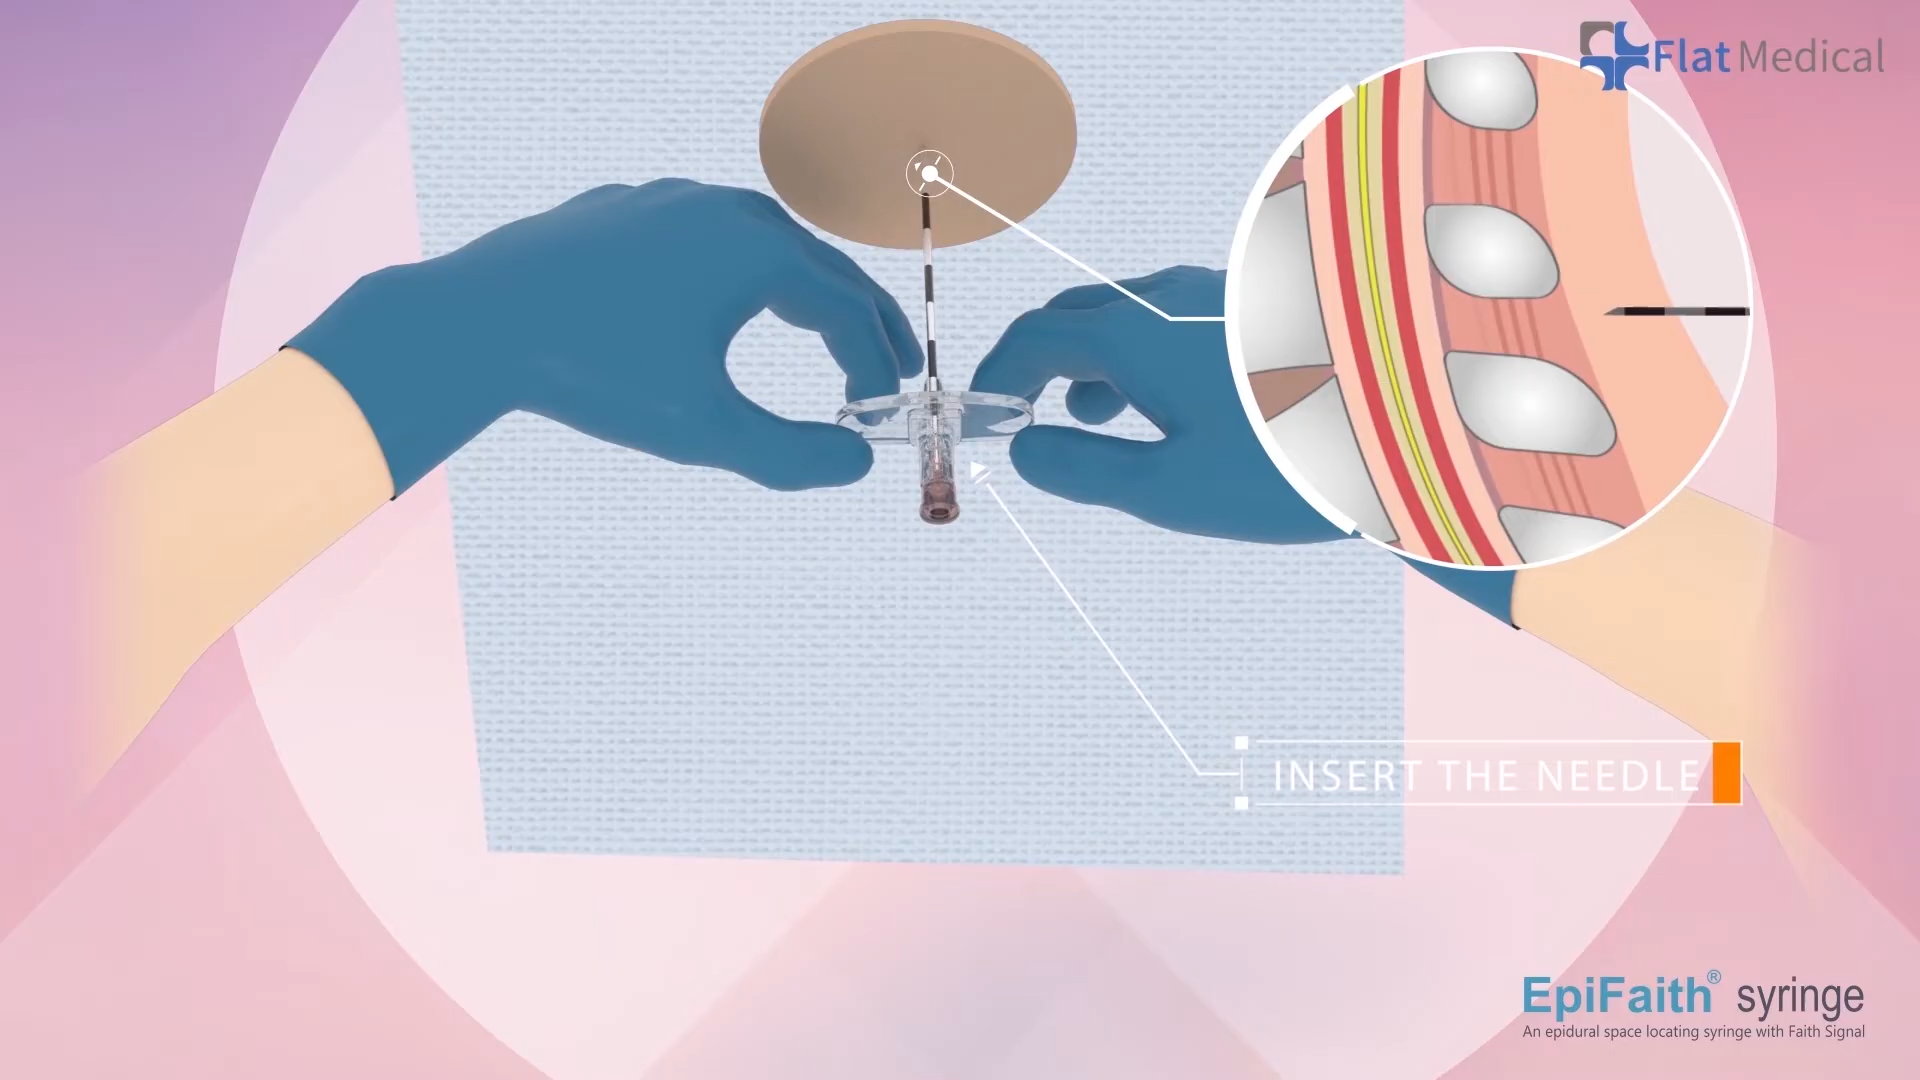 Flat Medical
INSERT THE NEEDLE
EpiFaith® syringe
An epidural space locating syringe with Faith Signal